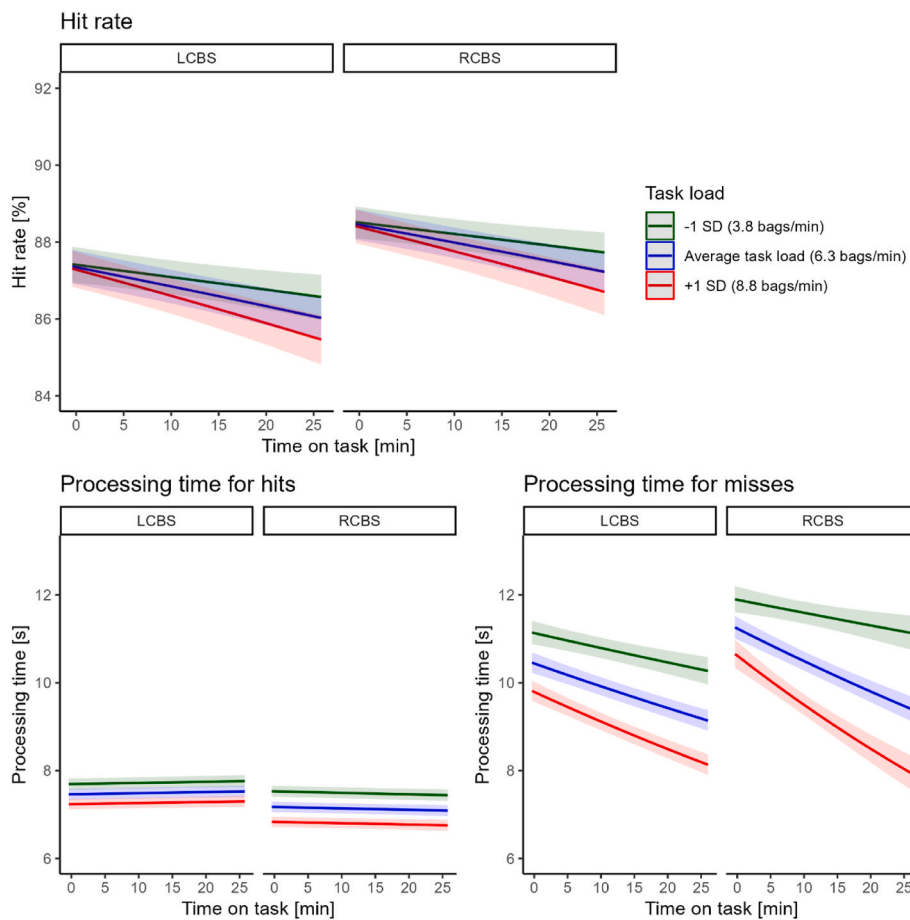 Hit rate
LCBS
RCBS
92
90
88
86
84
Hit rate [%]
0 5 10 15 20 25
0 5 10 15 20 25
Time on task [min]
Task load
-1 SD (3.8 bags/min)
Average task load (6.3 bags/min)
+1 SD (8.8 bags/min)
Processing time for hits
LCBS
RCBS
12
10
8
6
Processing time [s]
0 5 10 15 20 25
0 5 10 15 20 25
Time on task [min]
Processing time for misses
LCBS
RCBS
12
10
8
6
Processing time [s]
0 5 10 15 20 25
0 5 10 15 20 25
Time on task [min]